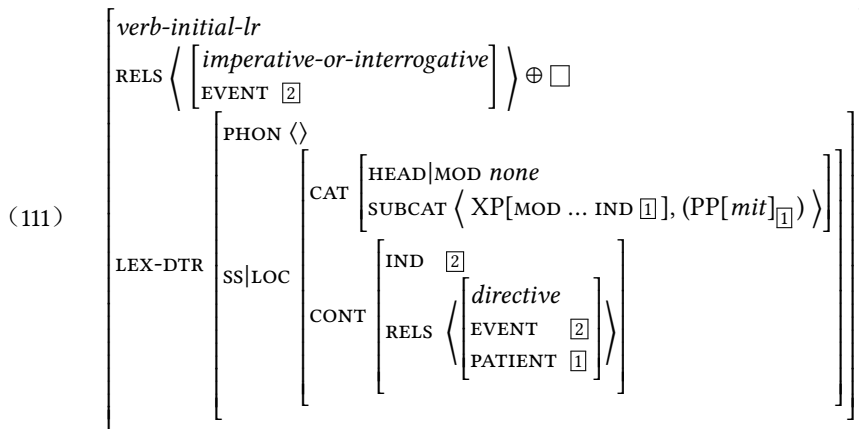 verb-initial-lr
RELS ⟨ [imperative-or-interrogative
EVENT 2] ⟩ ⊕ □
PHON ⟨⟩
HEAD|MOD none
CAT
SUBCAT ⟨ XP[MOD ... IND 1], (PP[mit]1) ⟩
(111)
LEX-DTR
SS|LOC
IND 2
directive
CONT
RELS ⟨ EVENT 2 ⟩
PATIENT 1